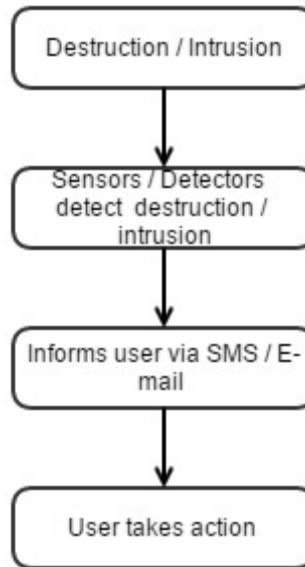 Destruction / Intrusion
Sensors / Detectors
detect destruction /
intrusion
Informs user via SMS / E-
mail
User takes action